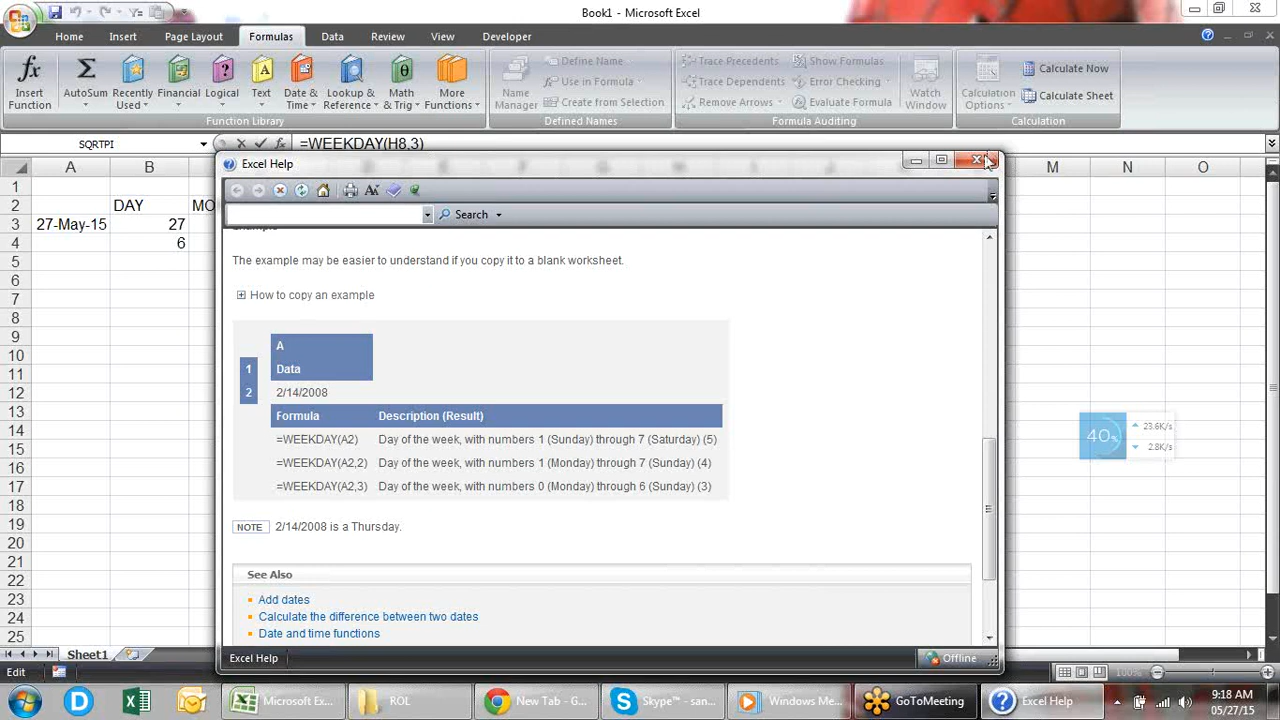 Book1 - Microsoft Excel
Home Insert Page Layout Formulas Data Review View Developer
fx Insert Function
Σ AutoSum
Recently Used
Financial
Logical
Text
Date & Time
Lookup & Reference
Math & Trig
More Functions
Function Library
Name Manager
Define Name
Use in Formula
Create from Selection
Defined Names
Trace Precedents
Trace Dependents
Remove Arrows
Show Formulas
Error Checking
Evaluate Formula
Formula Auditing
Watch Window
Calculation Options
Calculate Now
Calculate Sheet
Calculation
SQRTPI fx =WEEKDAY(H8,3)
A B M N O
1
2 DAY MO
3 27-May-15 27
4 6
5
6
7
8
9
10
11
12
13
14
15
16
17
18
19
20
21
22
23
24
25
Excel Help
Search
Example
The example may be easier to understand if you copy it to a blank worksheet.
How to copy an example
A
1 Data
2 2/14/2008
Formula Description (Result)
=WEEKDAY(A2) Day of the week, with numbers 1 (Sunday) through 7 (Saturday) (5)
=WEEKDAY(A2,2) Day of the week, with numbers 1 (Monday) through 7 (Sunday) (4)
=WEEKDAY(A2,3) Day of the week, with numbers 0 (Monday) through 6 (Sunday) (3)
NOTE 2/14/2008 is a Thursday.
See Also
Add dates
Calculate the difference between two dates
Date and time functions
Excel Help Offline
40% 23.6K/s
2.8K/s
Sheet1
Edit 100%
Microsoft Ex...
ROL
New Tab - G...
Skype™ - san...
Windows Me...
GoToMeeting
Excel Help
9:18 AM
05/27/15